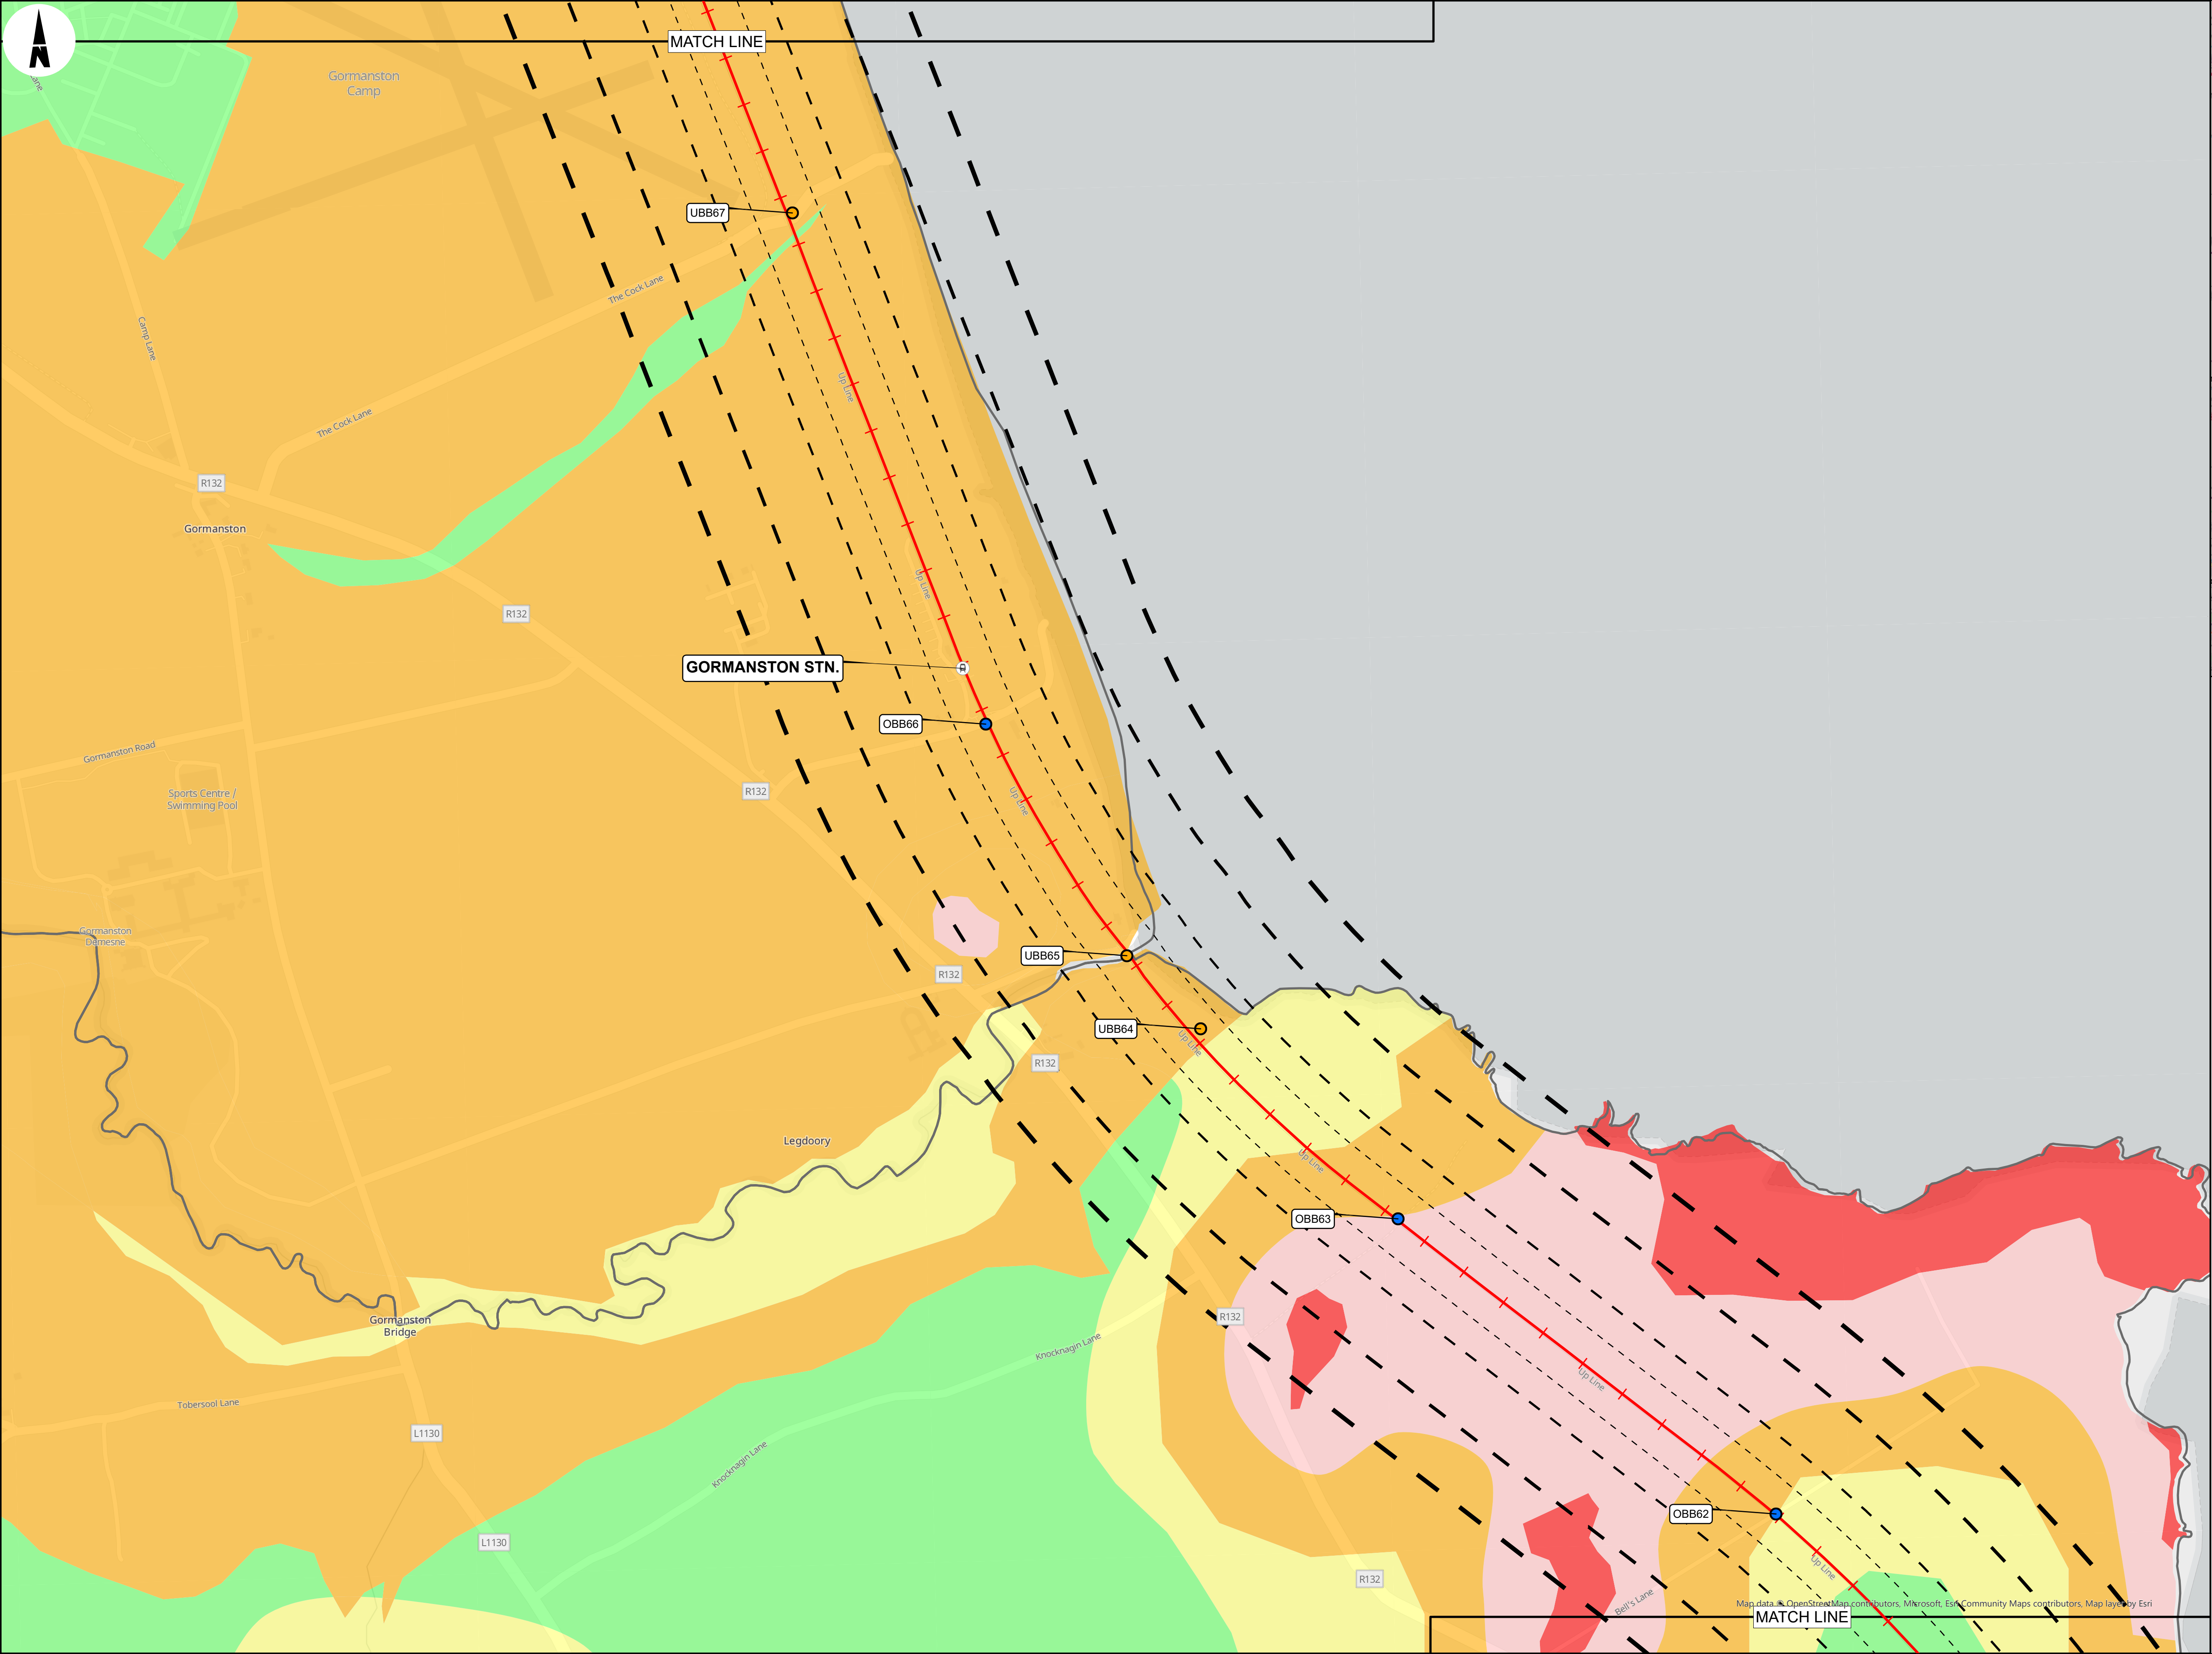 N
MATCH LINE
Gormanston
Camp
Lane
UBB67
The Cock Lane
Camp Lane
Up Line
The Cock Lane
R132
Gormanston
Up Line
R132
GORMANSTON STN.
OBB66
Gormanston Road
Sports Centre /
Swimming Pool
R132
Up Line
Gormanston
Demesne
UBB65
R132
UBB64
Up Line
R132
Legdoory
Up Line
OBB63
Gormanston
Bridge
R132
Knocknagin Lane
Up Line
Tobersool Lane
L1130
Knocknagin Lane
OBB62
L1130
Up Line
R132
Bell's Lane
Map data © OpenStreetMap contributors, Microsoft, Esri Community Maps contributors, Map layer by Esri
MATCH LINE